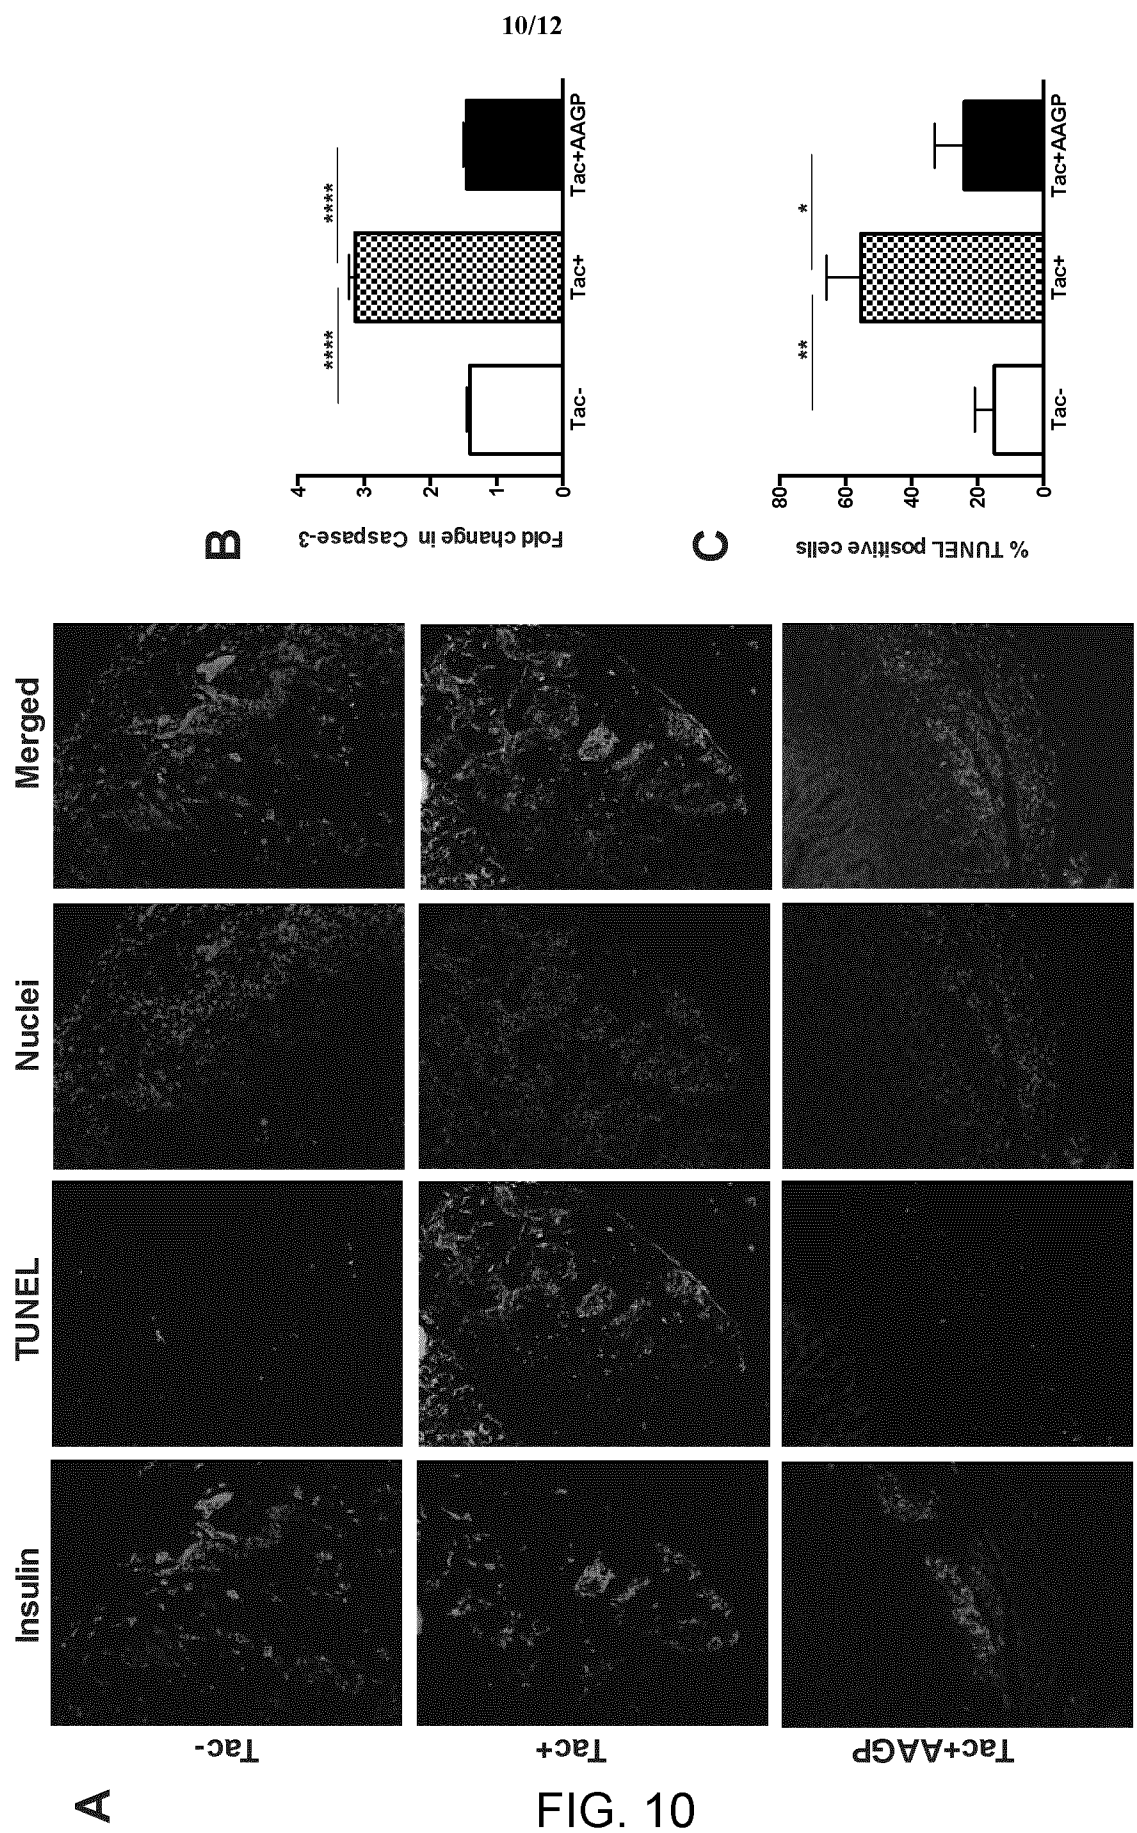 10/12
A
Insulin
TUNEL
Nuclei
Merged
Tac-
Tac+
Tac+AAGP
B
Fold change in Caspase-3
4
3
2
1
0
****
****
Tac-
Tac+
Tac+AAGP
C
% TUNEL positive cells
80
60
40
20
0
**
*
Tac-
Tac+
Tac+AAGP
FIG. 10